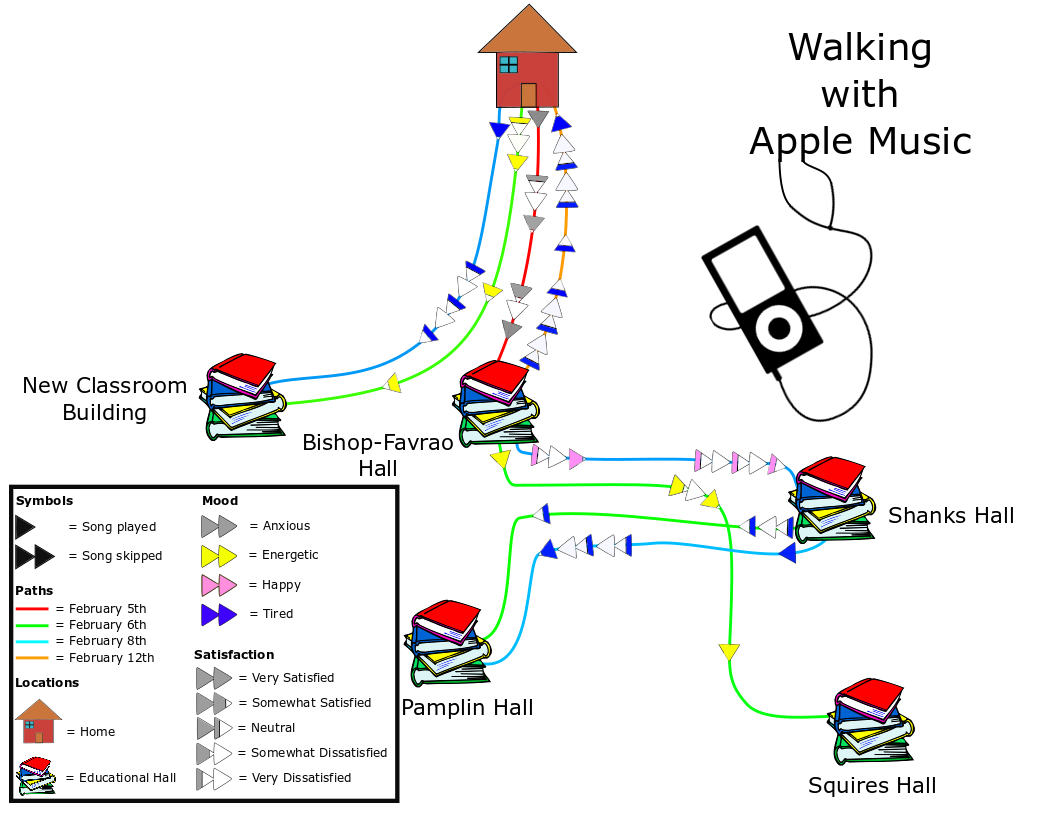 Walking
with
Apple Music
New Classroom
Building
Bishop-Favrao
Hall
Shanks Hall
Pamplin Hall
Squires Hall
Symbols
= Song played
= Song skipped
Paths
= February 5th
= February 6th
= February 8th
= February 12th
Locations
= Home
= Educational Hall
Mood
= Anxious
= Energetic
= Happy
= Tired
Satisfaction
= Very Satisfied
= Somewhat Satisfied
= Neutral
= Somewhat Dissatisfied
= Very Dissatisfied